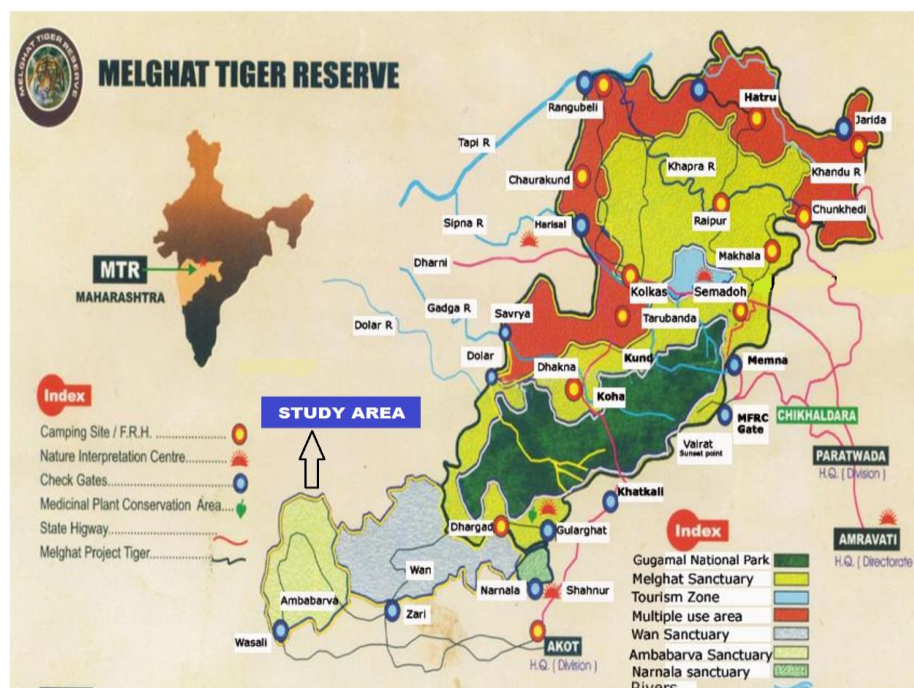 MELGHAT TIGER RESERVE
MELGHAT TIGER RESERVE
Rangubeli
Hatru
Jarida
Tapi R
Khapra R
Khandu R
Chaurakund
Sipna R
Harisal
Raipur
Chunkhedi
MTR
MAHARASHTRA
Dharni
Makhala
Kolkas
Semadoh
Gadga R
Savrya
Tarubanda
Dolar R
Dolar
Kund
Memna
Dhakna
Koha
Index
STUDY AREA
MFRC
Gate
CHIKHALDARA
Camping Site / F.R.H.
Nature Interpretation Centre
Check Gates
Medicinal Plant Conservation Area
State Higway
Melghat Project Tiger
Vairat
Sunset point
PARATWADA
H.Q. ( Division )
Khatkali
Dhargad
Gularghat
AMRAVATI
H.Q. ( Directorate
Wan
Narnala
Shahnur
Ambabarva
Zari
Wasali
AKOT
H.Q. ( Division )
Index
Gugamal National Park
Melghat Sanctuary
Tourism Zone
Multiple use area
Wan Sanctuary
Ambabarva Sanctuary
Narnala sanctuary
Rivers